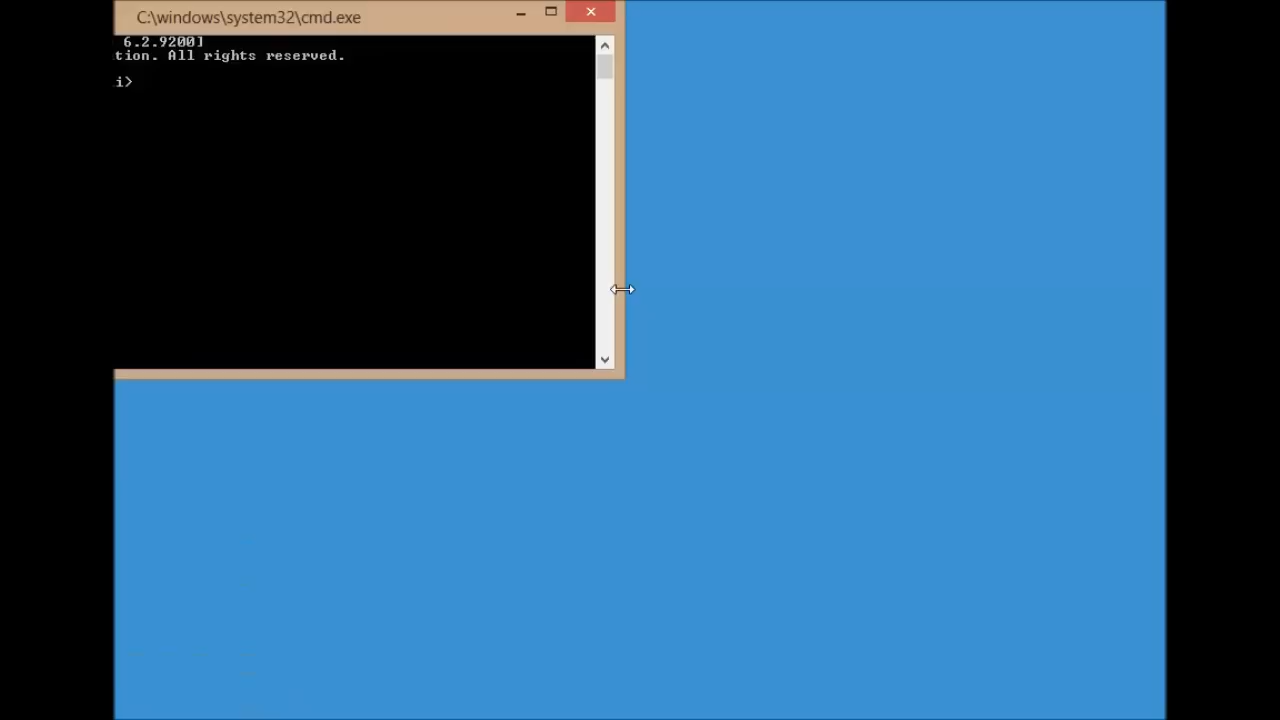 C:\windows\system32\cmd.exe
6.2.9200]
tion. All rights reserved.
i>